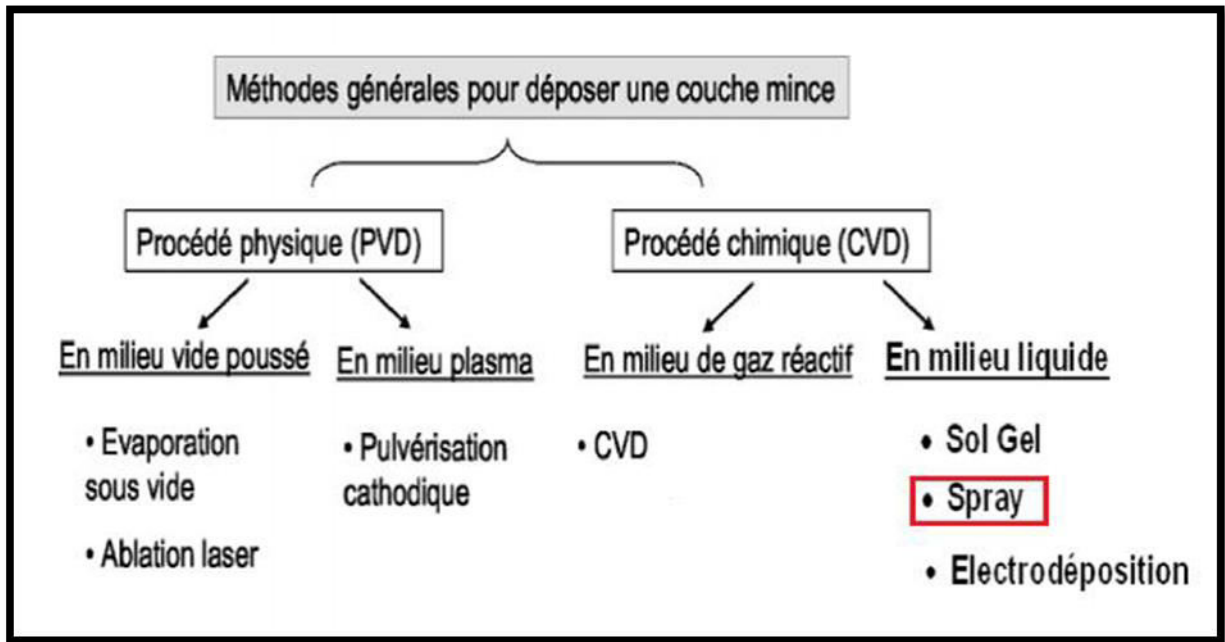 Méthodes générales pour déposer une couche mince
Procédé physique (PVD)
Procédé chimique (CVD)
En milieu vide poussé
En milieu plasma
En milieu de gaz réactif
En milieu liquide
• Evaporation
sous vide
• Ablation laser
• Pulvérisation
cathodique
• CVD
• Sol Gel
• Spray
• Electrodéposition